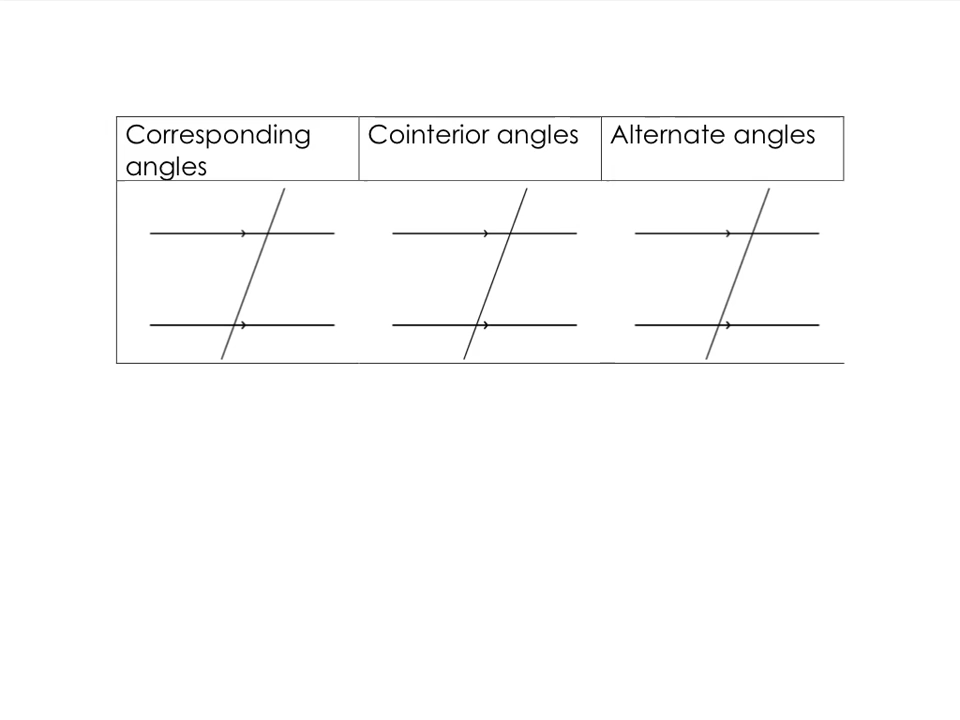 Corresponding
angles
Cointerior angles
Alternate angles